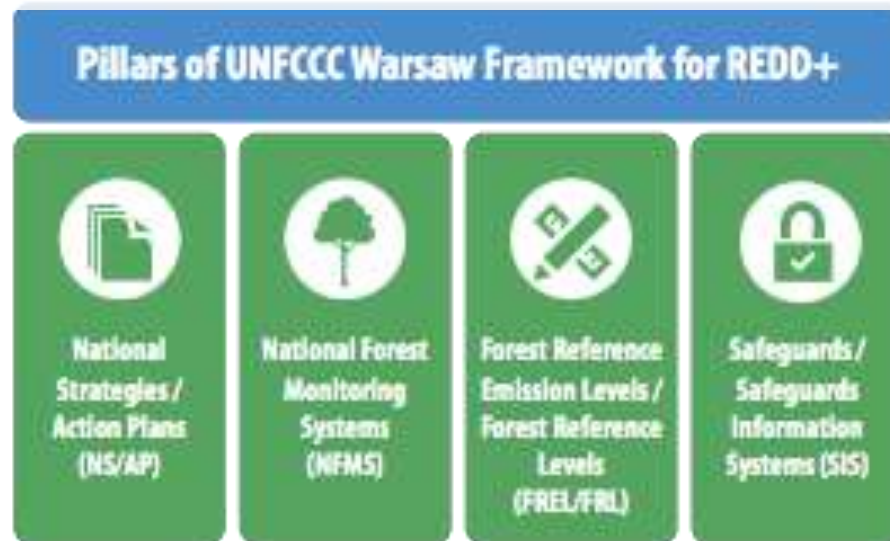 Pillars of UNFCCC Warsaw Framework for REDD+
National
Strategies /
Action Plans
(NS/AP)
National Forest
Monitoring
Systems
(NFMS)
Forest Reference
Emission Levels /
Forest Reference
Levels
(FREL/FRL)
Safeguards /
Safeguards
Information
Systems (SIS)